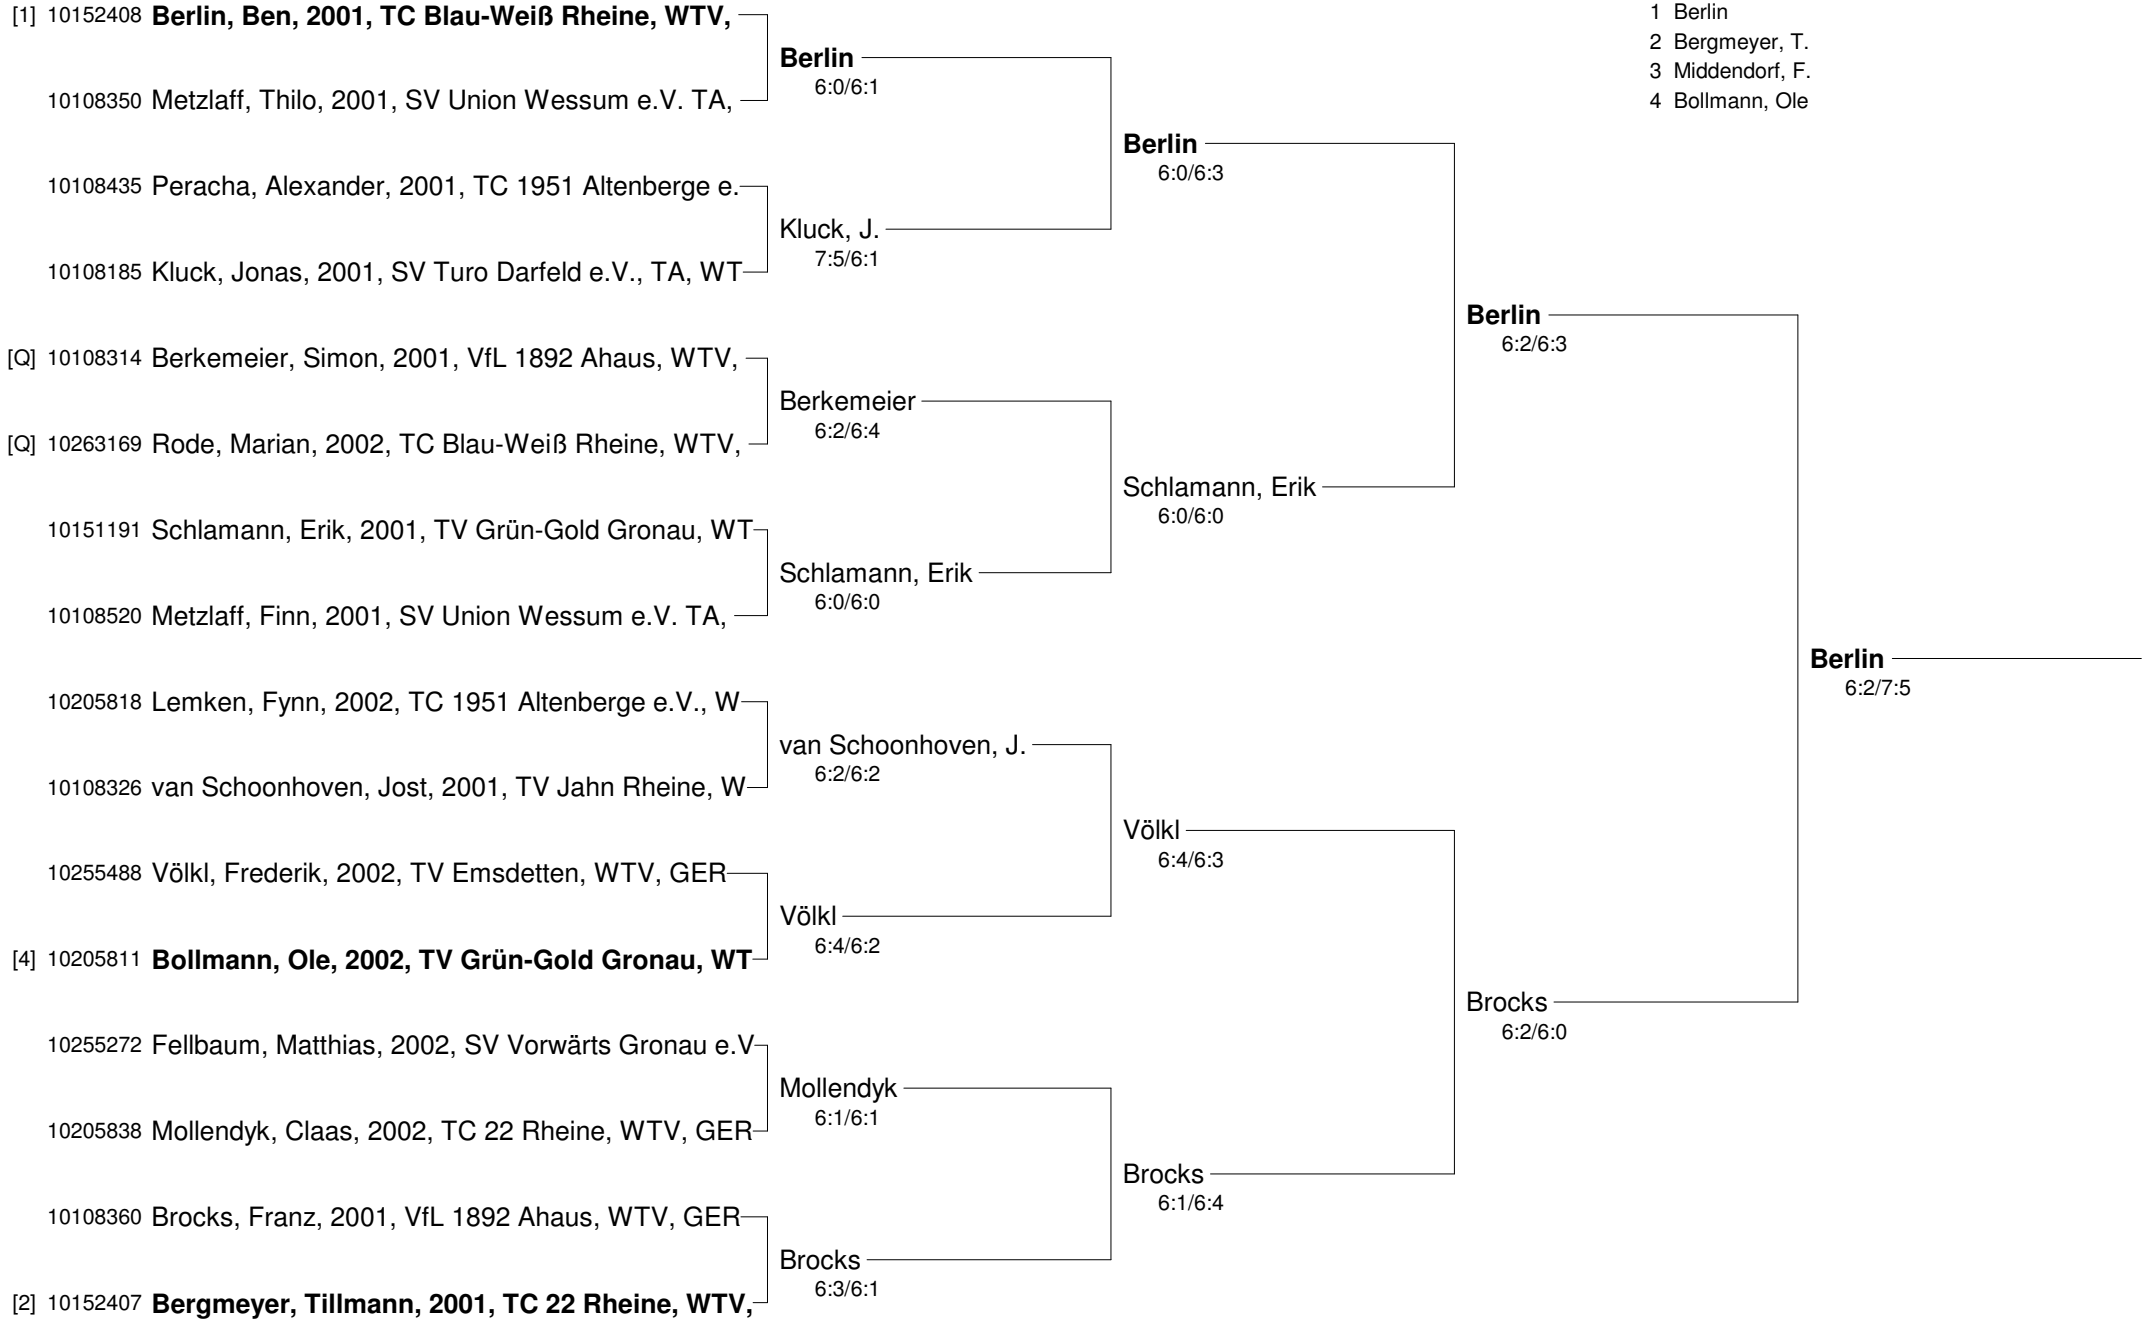 [1] 10152408 Berlin, Ben, 2001, TC Blau-Weiß Rheine, WTV,
10108350 Metzlaff, Thilo, 2001, SV Union Wessum e.V. TA,
10108435 Peracha, Alexander, 2001, TC 1951 Altenberge e.
10108185 Kluck, Jonas, 2001, SV Turo Darfeld e.V., TA, WT
[Q] 10108314 Berkemeier, Simon, 2001, VfL 1892 Ahaus, WTV,
[Q] 10263169 Rode, Marian, 2002, TC Blau-Weiß Rheine, WTV,
10151191 Schlamann, Erik, 2001, TV Grün-Gold Gronau, WT
10108520 Metzlaff, Finn, 2001, SV Union Wessum e.V. TA,
10205818 Lemken, Fynn, 2002, TC 1951 Altenberge e.V., W
10108326 van Schoonhoven, Jost, 2001, TV Jahn Rheine, W
10255488 Völkl, Frederik, 2002, TV Emsdetten, WTV, GER
[4] 10205811 Bollmann, Ole, 2002, TV Grün-Gold Gronau, WT
10255272 Fellbaum, Matthias, 2002, SV Vorwärts Gronau e.V
10205838 Mollendyk, Claas, 2002, TC 22 Rheine, WTV, GER
10108360 Brocks, Franz, 2001, VfL 1892 Ahaus, WTV, GER
[2] 10152407 Bergmeyer, Tillmann, 2001, TC 22 Rheine, WTV,
Berlin
6:0/6:1
Kluck, J.
7:5/6:1
Berkemeier
6:2/6:4
Schlamann, Erik
6:0/6:0
van Schoonhoven, J.
6:2/6:2
Völkl
6:4/6:2
Mollendyk
6:1/6:1
Brocks
6:3/6:1
Berlin
6:0/6:3
Schlamann, Erik
6:0/6:0
Völkl
6:4/6:3
Brocks
6:1/6:4
Berlin
6:2/6:3
Brocks
6:2/6:0
Berlin
6:2/7:5
1 Berlin
2 Bergmeyer, T.
3 Middendorf, F.
4 Bollmann, Ole